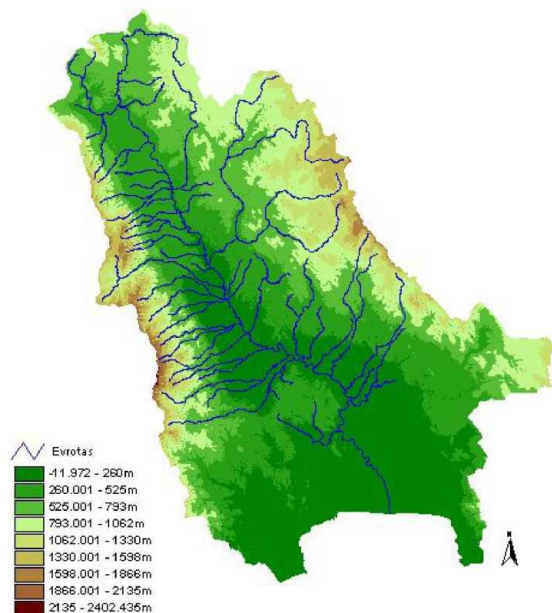 Evrotas
-11.972 - 260m
260.001 - 525m
525.001 - 793m
793.001 - 1062m
1062.001 - 1330m
1330.001 - 1598m
1598.001 - 1866m
1866.001 - 2135m
2135 - 2402.435m
N